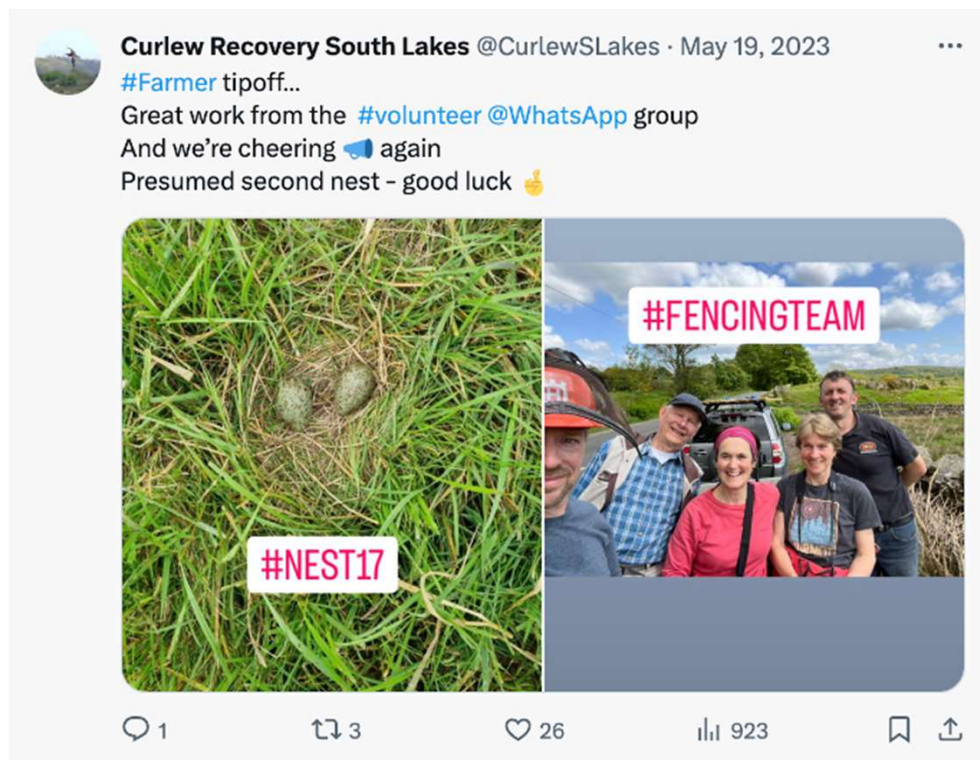 Curlew Recovery South Lakes @CurlewSLakes · May 19, 2023
#Farmer tipoff...
Great work from the #volunteer @WhatsApp group
And we're cheering 📣 again
Presumed second nest - good luck 🤞
#NEST17
#FENCINGTEAM
1 3 26 923